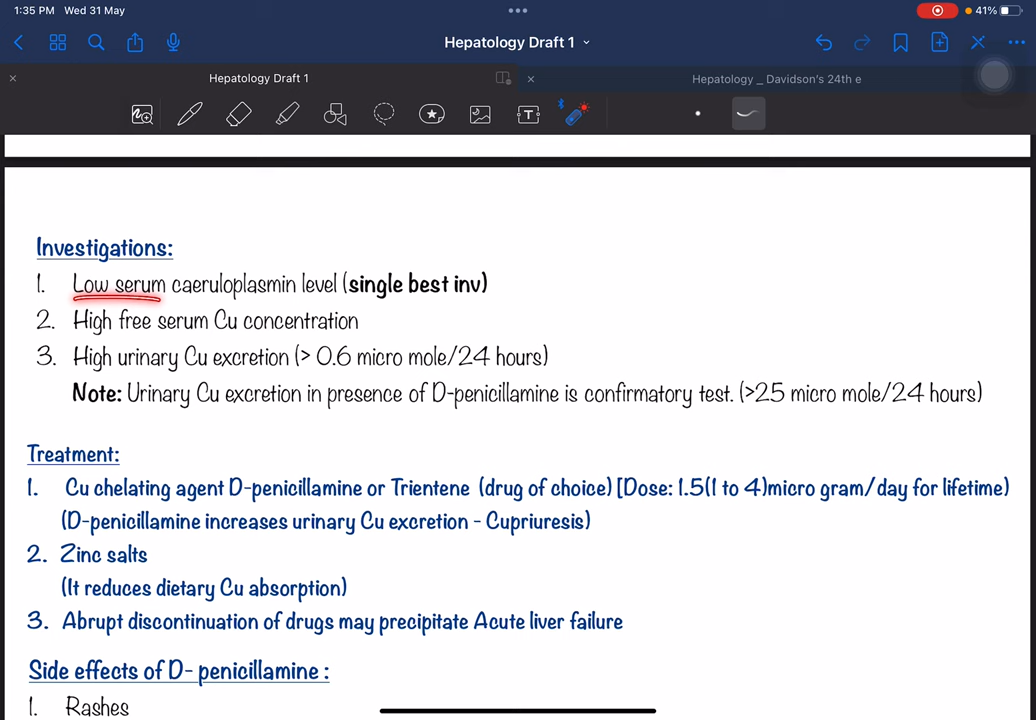 1:35 PM Wed 31 May
41%
Hepatology Draft 1
Hepatology Draft 1
Hepatology _ Davidson's 24th e
Investigations:
1. Low serum caeruloplasmin level (single best inv)
2. High free serum Cu concentration
3. High urinary Cu excretion (> 0.6 micro mole/24 hours)
Note: Urinary Cu excretion in presence of D-penicillamine is confirmatory test. (>25 micro mole/24 hours)
Treatment:
1. Cu chelating agent D-penicillamine or Trientene (drug of choice) [Dose: 1.5(1 to 4)micro gram/day for lifetime)
(D-penicillamine increases urinary Cu excretion - Cupriuresis)
2. Zinc salts
(It reduces dietary Cu absorption)
3. Abrupt discontinuation of drugs may precipitate Acute liver failure
Side effects of D- penicillamine :
1. Rashes